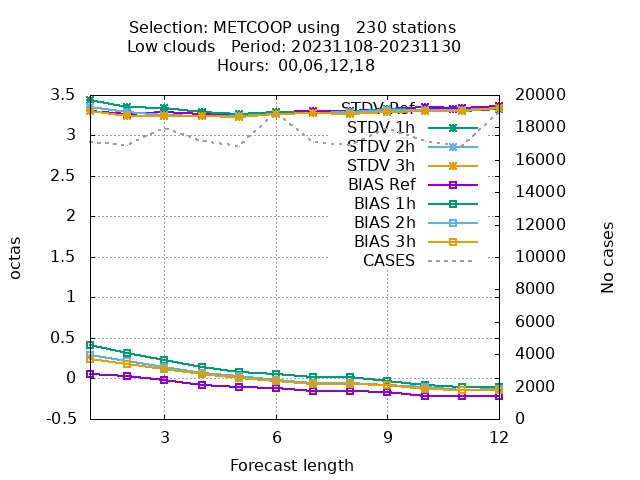 Selection: METCOOP using   230 stations
Low clouds   Period: 20231108-20231130
Hours:  00,06,12,18
3.5
3
2.5
2
1.5
1
0.5
0
-0.5
octas
20000
18000
16000
14000
12000
10000
8000
6000
4000
2000
0
No cases
STDV Ref
STDV 1h
STDV 2h
STDV 3h
BIAS Ref
BIAS 1h
BIAS 2h
BIAS 3h
CASES
3
6
9
12
Forecast length